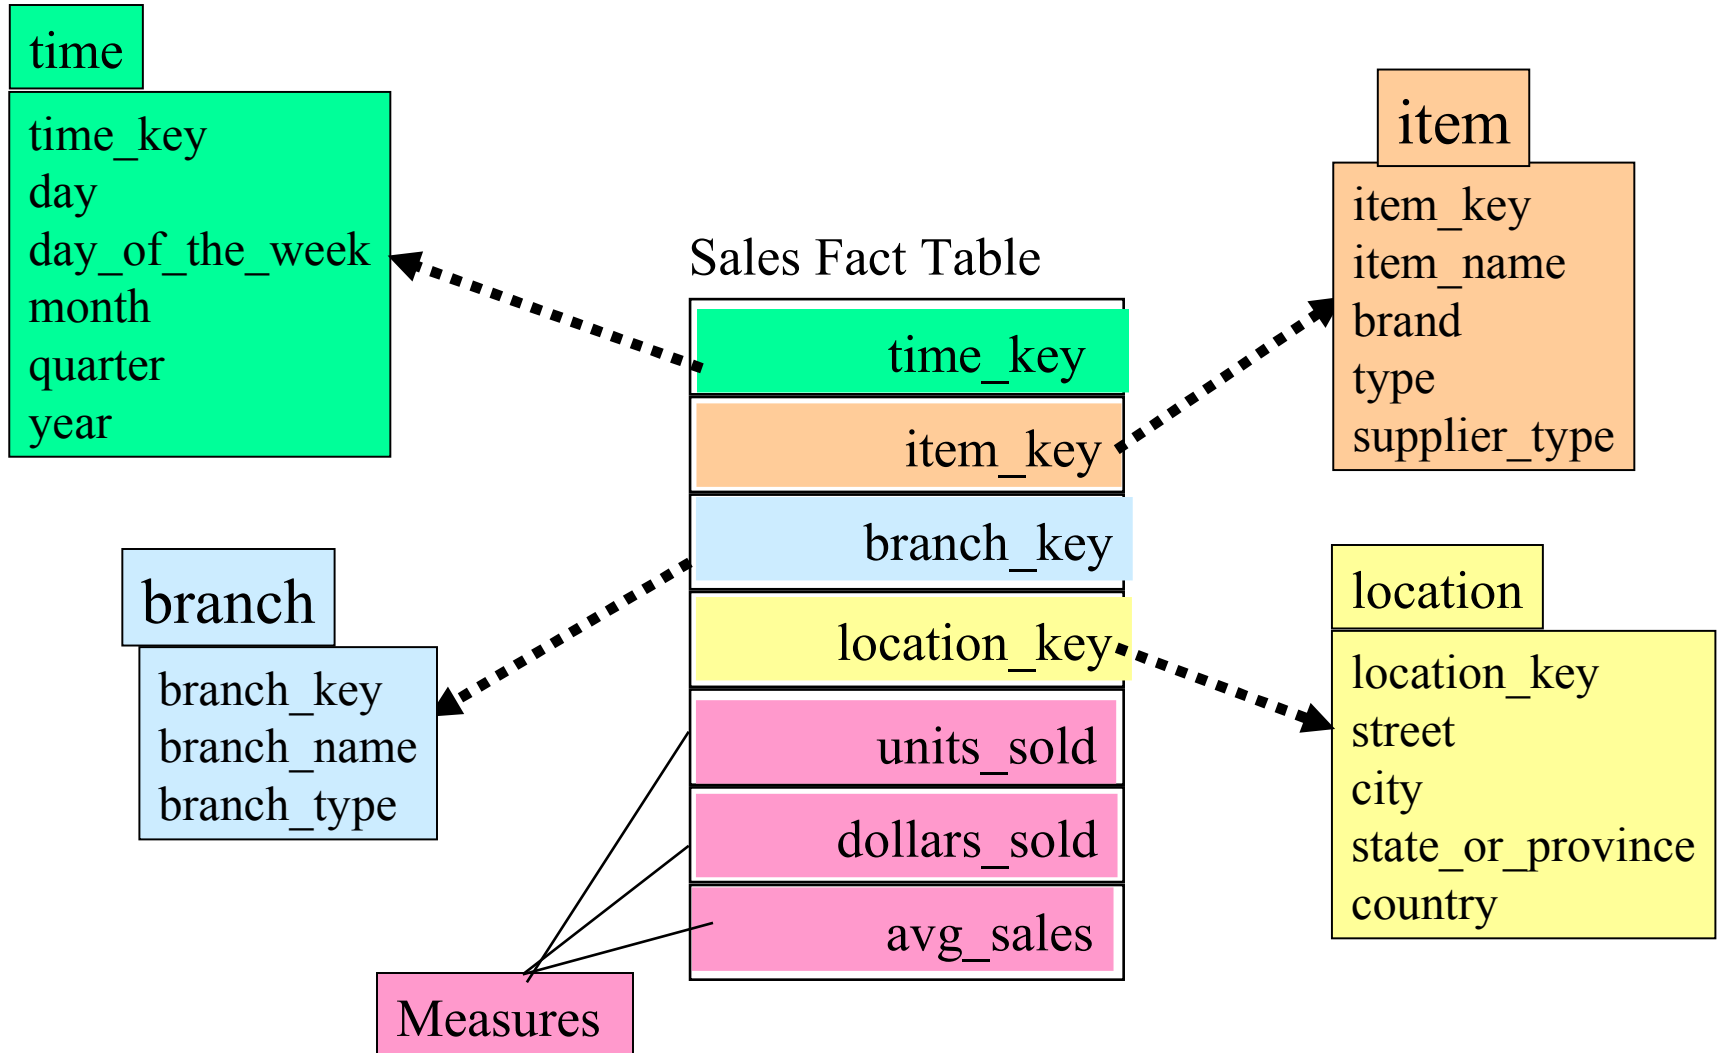 time
time_key
day
day_of_the_week
month
quarter
year
item
item_key
item_name
brand
type
supplier_type
Sales Fact Table
time_key
item_key
branch_key
location_key
units_sold
dollars_sold
avg_sales
branch
branch_key
branch_name
branch_type
location
location_key
street
city
state_or_province
country
Measures